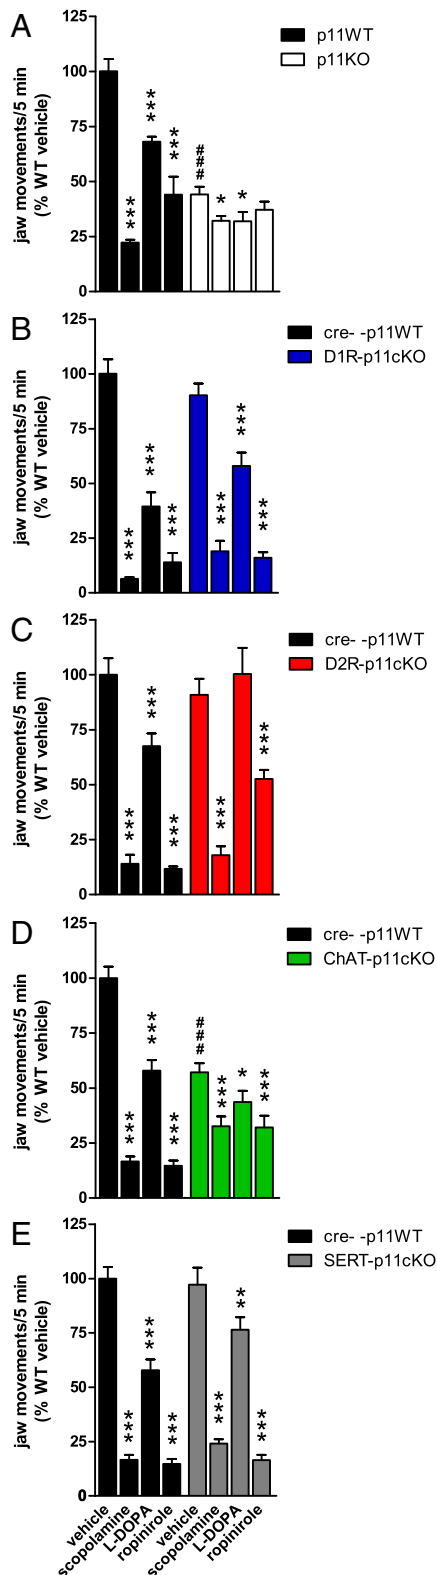 A
jaw movements/5 min
(% WT vehicle)
125
100
75
50
25
0
***
***
***
###
*
*
p11WT
p11KO
B
jaw movements/5 min
(% WT vehicle)
125
100
75
50
25
0
***
***
***
***
***
***
cre- -p11WT
D1R-p11cKO
C
jaw movements/5 min
(% WT vehicle)
125
100
75
50
25
0
***
***
***
***
***
cre- -p11WT
D2R-p11cKO
D
jaw movements/5 min
(% WT vehicle)
125
100
75
50
25
0
***
***
***
###
***
*
***
cre- -p11WT
ChAT-p11cKO
E
jaw movements/5 min
(% WT vehicle)
125
100
75
50
25
0
***
***
***
***
**
***
cre- -p11WT
SERT-p11cKO
vehicle
scopolamine
L-DOPA
ropinirole
vehicle
scopolamine
L-DOPA
ropinirole